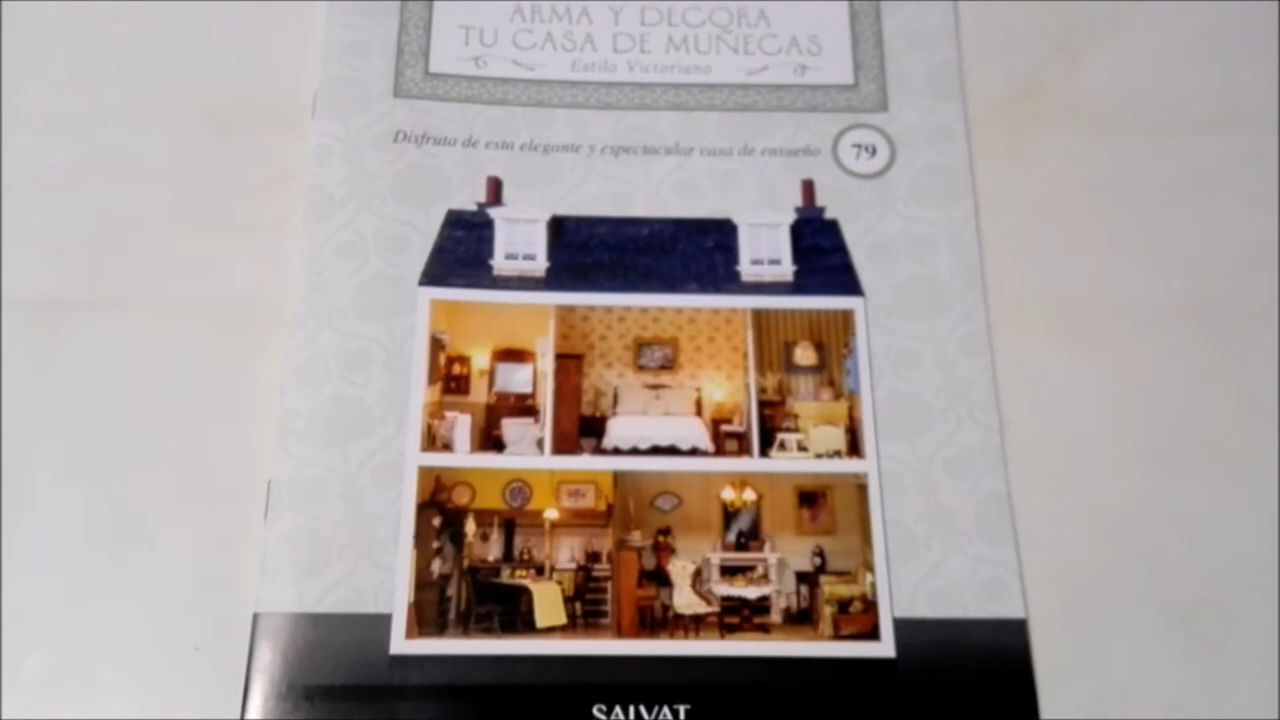 ARMA Y DECORA
TU CASA DE MUÑECAS
Estilo Victoriano
Disfruta de esta elegante y espectacular casa de ensueño
79
SALVAT